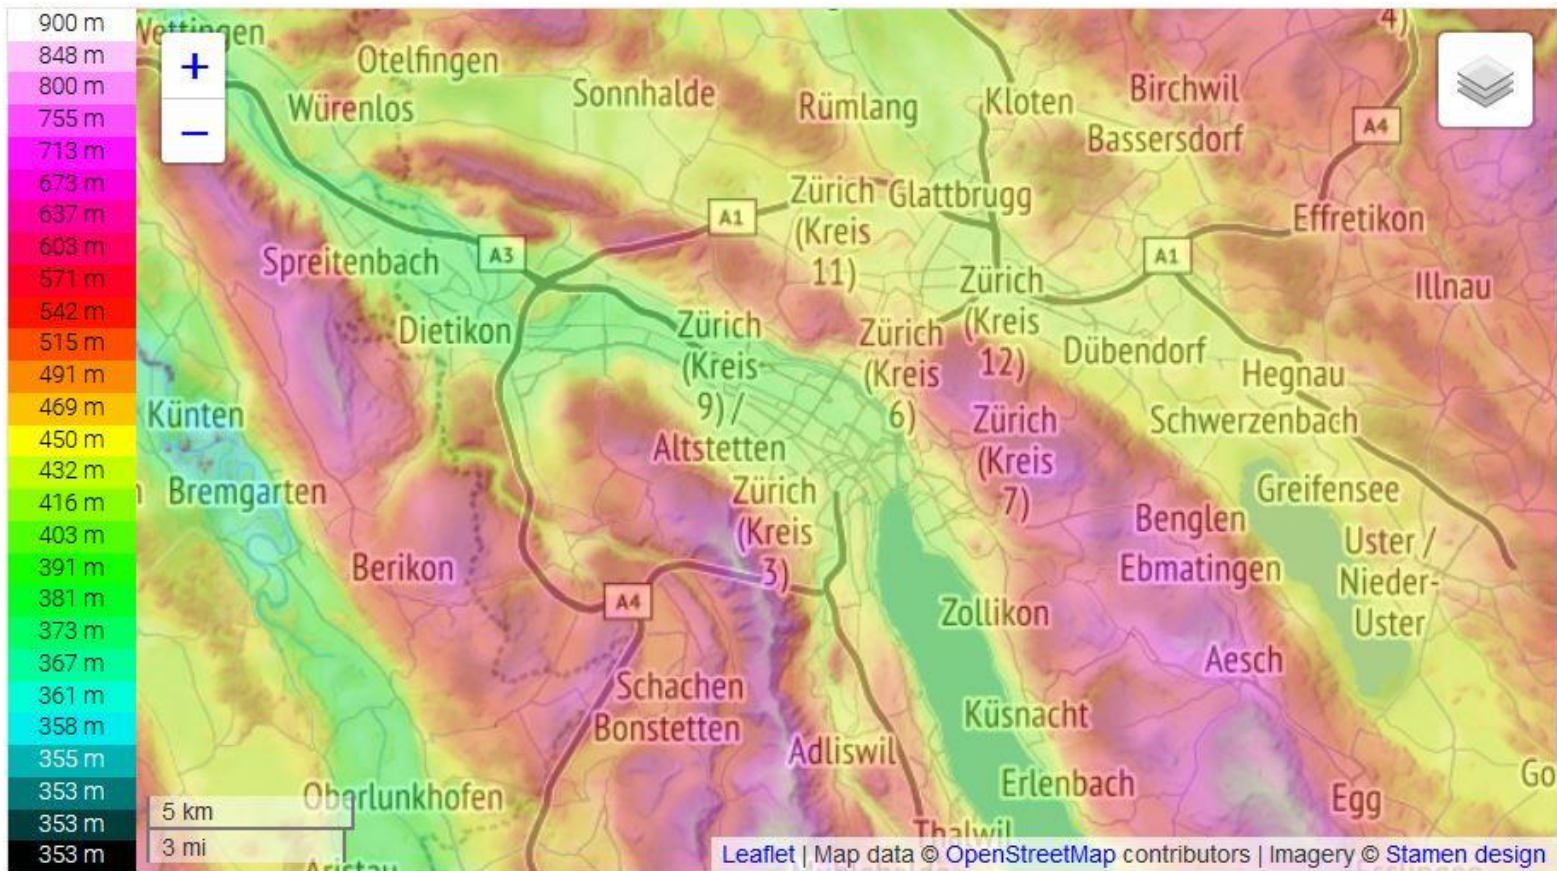 900 m
848 m
800 m
755 m
713 m
673 m
637 m
603 m
571 m
542 m
515 m
491 m
469 m
450 m
432 m
416 m
403 m
391 m
381 m
373 m
367 m
361 m
358 m
355 m
353 m
353 m
353 m
+
−
Wettingen
Otelfingen
Würenlos
Sonnhalde
Rümlang
Kloten
Birchwil
Bassersdorf
4)
A4
A1
Zürich
(Kreis
11)
Glattbrugg
Effretikon
A3
Spreitenbach
A1
Illnau
Dietikon
Zürich
(Kreis
9) /
Altstetten
Zürich
(Kreis
6)
Zürich
(Kreis
12)
Dübendorf
Hegnau
Schwerzenbach
Künten
Zürich
(Kreis
7)
Bremgarten
Zürich
(Kreis
3)
Greifensee
Benglen
Ebmatingen
Uster /
Nieder-
Uster
Berikon
A4
Zollikon
Aesch
Schachen
Bonstetten
Küsnacht
Adliswil
Erlenbach
Egg
Go
Oberlunkhofen
5 km
3 mi
Thalwil
Aristau
Leaflet | Map data © OpenStreetMap contributors | Imagery © Stamen design